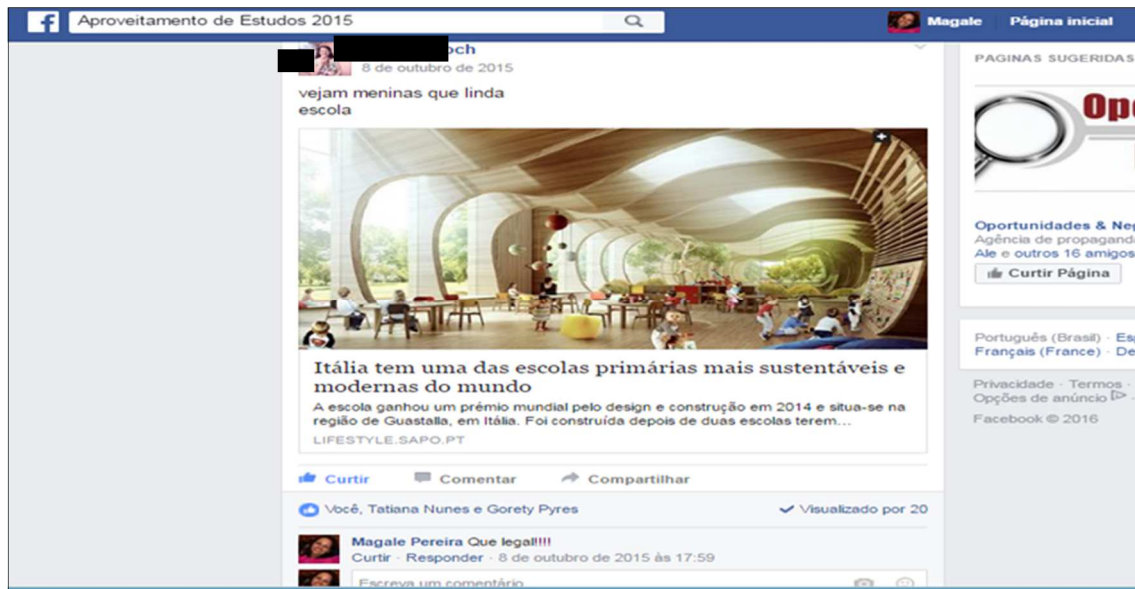 f
Aproveitamento de Estudos 2015
Magale Página inicial
och
8 de outubro de 2015
vejam meninas que linda
escola
Itália tem uma das escolas primárias mais sustentáveis e
modernas do mundo
A escola ganhou um prémio mundial pelo design e construção em 2014 e situa-se na
região de Guastalla, em Itália. Foi construída depois de duas escolas terem...
LIFESTYLE.SAPO.PT
Curtir Comentar Compartilhar
Você, Tatiana Nunes e Gorety Pyres
Visualizado por 20
Magale Pereira Que legal!!!!
Curtir · Responder · 8 de outubro de 2015 às 17:59
Escreva um comentário
PAGINAS SUGERIDAS
Ope
Oportunidades & Neg
Agência de propagand
Ale e outros 16 amigos
Curtir Página
Português (Brasil) · Es
Français (France) · De
Privacidade · Termos ·
Opções de anúncio
Facebook © 2016